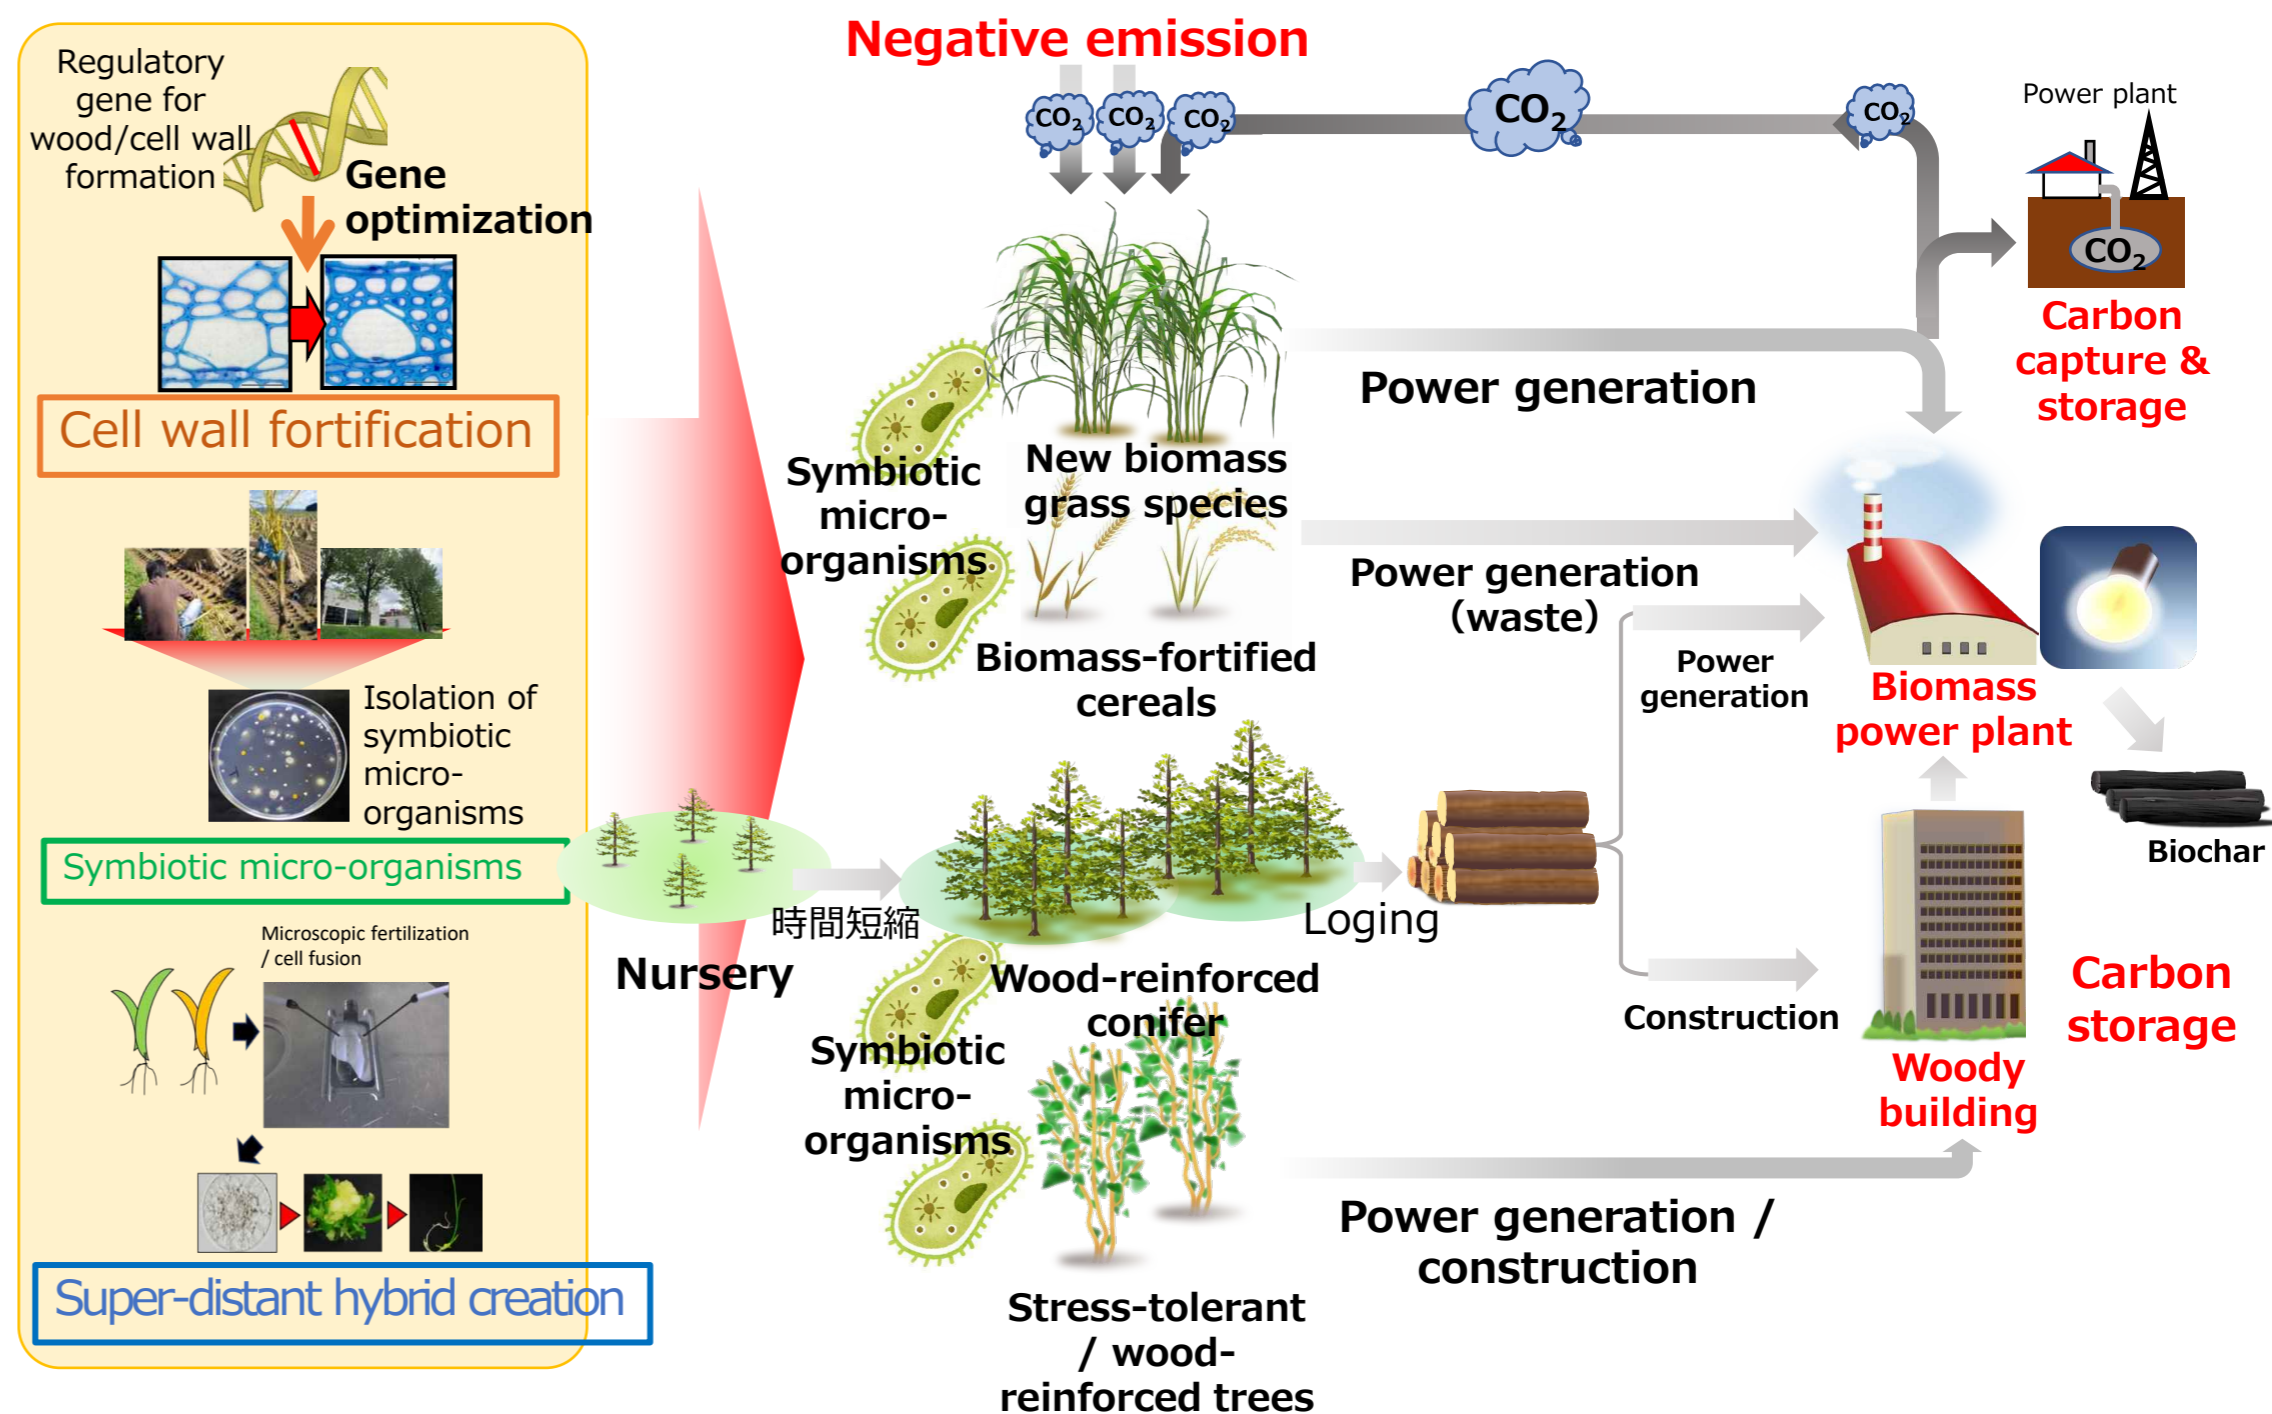 Regulatory
gene for
wood/cell wall
formation
Gene
optimization
Cell wall fortification
Isolation of
symbiotic
micro-
organisms
Symbiotic micro-organisms
Microscopic fertilization
/ cell fusion
Super-distant hybrid creation
Negative emission
CO₂
CO₂
CO₂
CO₂
CO₂
Power plant
CO₂
Carbon
capture &
storage
Power generation
Symbiotic
micro-
organisms
New biomass
grass species
Power generation
(waste)
Biomass-fortified
cereals
Power
generation
Biomass
power plant
Biochar
Nursery
時間短縮
Loging
Wood-reinforced
conifer
Construction
Carbon
storage
Woody
building
Symbiotic
micro-
organisms
Power generation /
construction
Stress-tolerant
/ wood-
reinforced trees